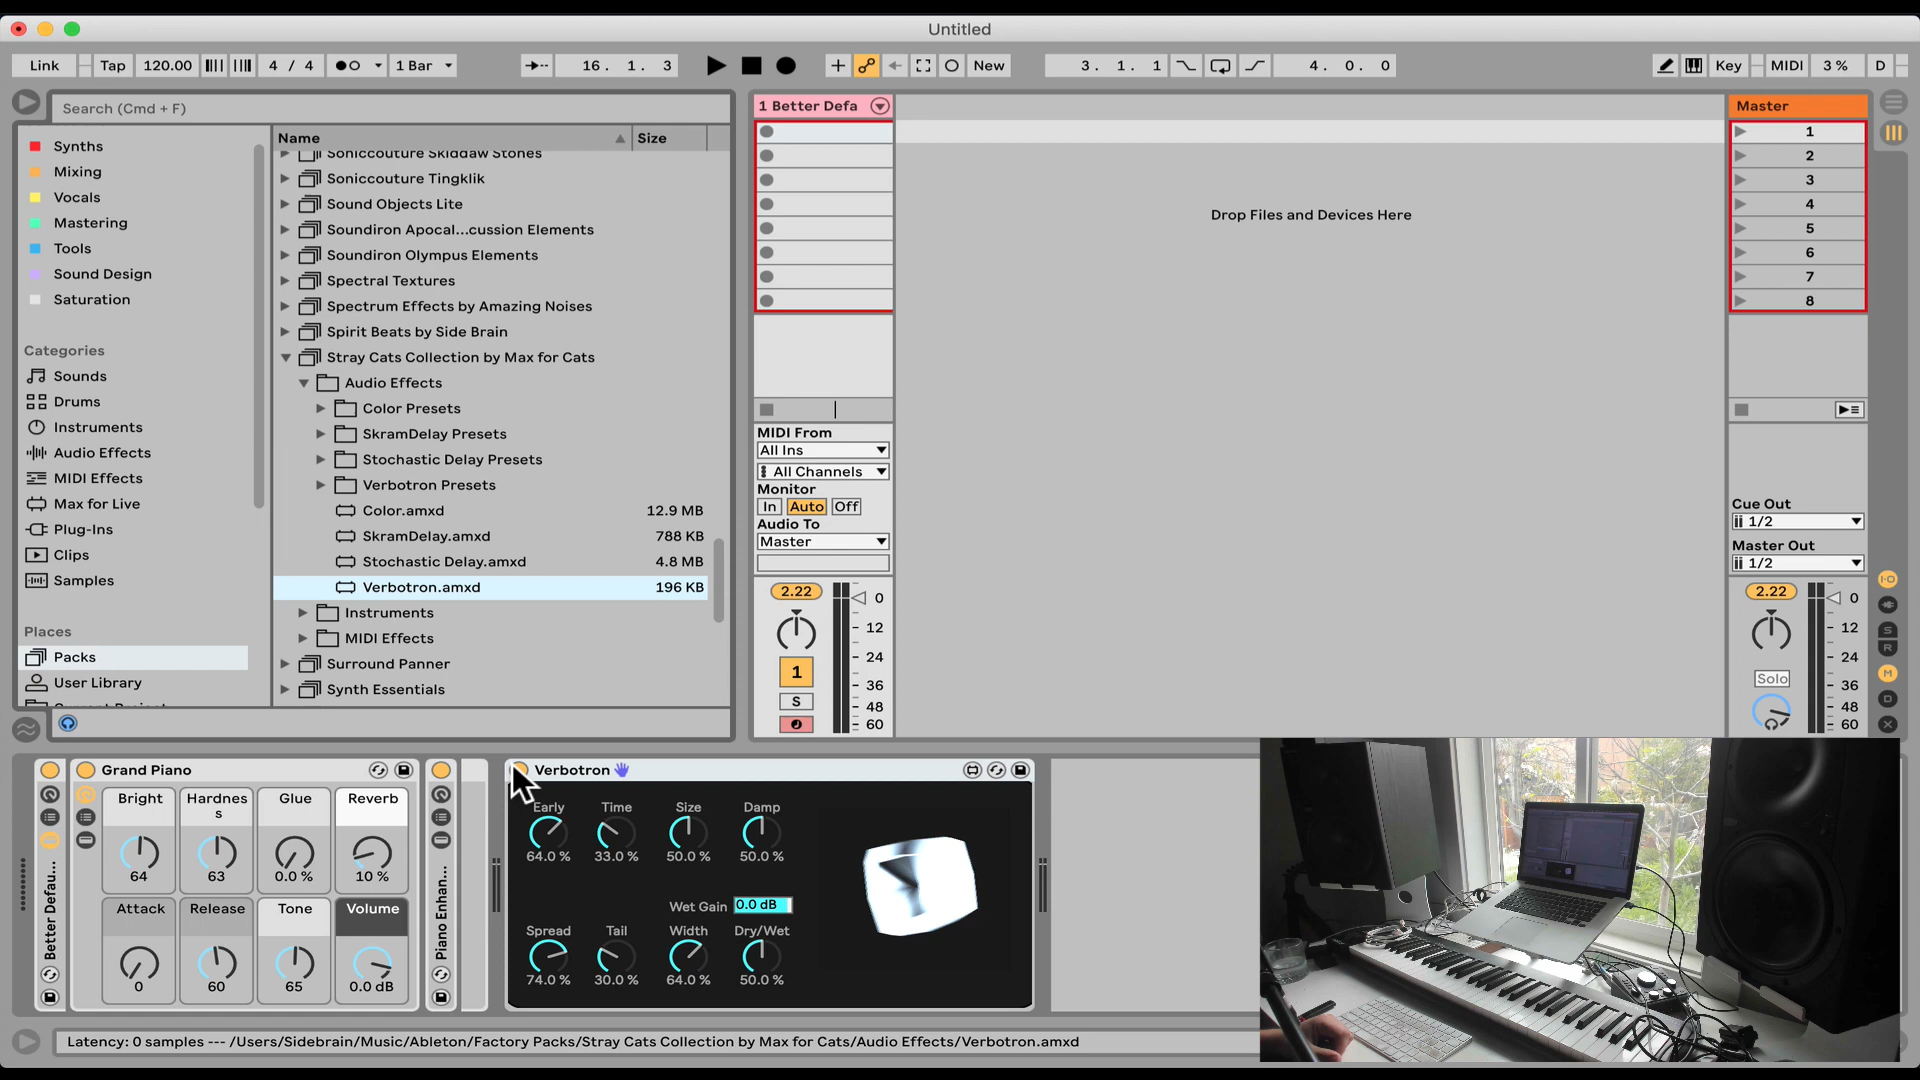 Untitled
Link
Tap
120.00
4 / 4
1 Bar
16. 1. 3
New
3. 1. 1
4. 0. 0
Key
MIDI
3 %
D
Search (Cmd + F)
Synths
Mixing
Vocals
Mastering
Tools
Sound Design
Saturation
Categories
Sounds
Drums
Instruments
Audio Effects
MIDI Effects
Max for Live
Plug-Ins
Clips
Samples
Places
Packs
User Library
Current Project
Name
Size
Soniccouture Skiddaw Stones
Soniccouture Tingklik
Sound Objects Lite
Soundiron Apocal...cussion Elements
Soundiron Olympus Elements
Spectral Textures
Spectrum Effects by Amazing Noises
Spirit Beats by Side Brain
Stray Cats Collection by Max for Cats
Audio Effects
Color Presets
SkramDelay Presets
Stochastic Delay Presets
Verbotron Presets
Color.amxd 12.9 MB
SkramDelay.amxd 788 KB
Stochastic Delay.amxd 4.8 MB
Verbotron.amxd 196 KB
Instruments
MIDI Effects
Surround Panner
Synth Essentials
1 Better Defa
MIDI From
All Ins
All Channels
Monitor
In Auto Off
Audio To
Master
2.22
0
12
24
36
48
60
1
S
Drop Files and Devices Here
Master
1
2
3
4
5
6
7
8
Cue Out
1/2
Master Out
1/2
2.22
0
12
24
36
48
60
Solo
I·O
S
R
M
D
X
Better Defau...
Grand Piano
Bright
64
Hardnes
s
63
Glue
0.0 %
Reverb
10 %
Attack
0
Release
60
Tone
65
Volume
0.0 dB
Piano Enhan...
Verbotron
Early
64.0 %
Time
33.0 %
Size
50.0 %
Damp
50.0 %
Wet Gain 0.0 dB
Spread
74.0 %
Tail
30.0 %
Width
64.0 %
Dry/Wet
50.0 %
Latency: 0 samples --- /Users/Sidebrain/Music/Ableton/Factory Packs/Stray Cats Collection by Max for Cats/Audio Effects/Verbotron.amxd